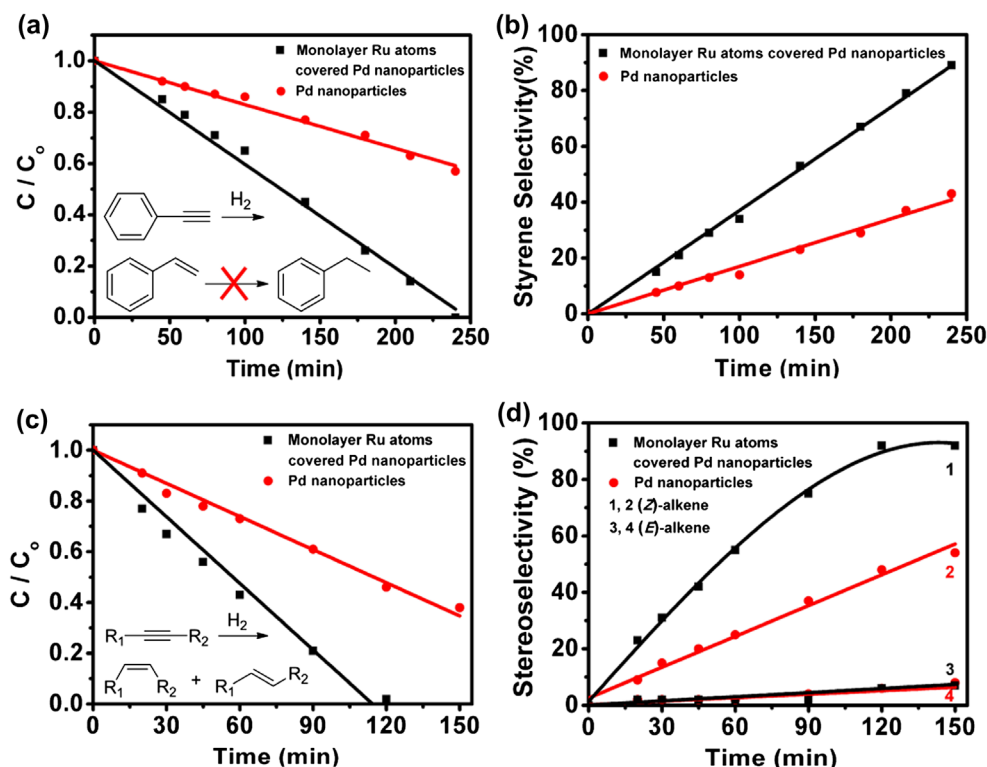 (a)
1.0
0.8
0.6
0.4
0.2
0.0
C / Co
Monolayer Ru atoms
covered Pd nanoparticles
Pd nanoparticles
H2
0 50 100 150 200 250
Time (min)
(b)
100
80
60
40
20
0
Styrene Selectivity(%)
Monolayer Ru atoms covered Pd nanoparticles
Pd nanoparticles
0 50 100 150 200 250
Time (min)
(c)
1.0
0.8
0.6
0.4
0.2
0.0
C / Co
Monolayer Ru atoms
covered Pd nanoparticles
Pd nanoparticles
R1 R2 H2
R1 R2 + R1 R2
0 30 60 90 120 150
Time (min)
(d)
100
80
60
40
20
0
Stereoselectivity (%)
Monolayer Ru atoms
covered Pd nanoparticles
Pd nanoparticles
1, 2 (Z)-alkene
3, 4 (E)-alkene
1
2
3
4
0 30 60 90 120 150
Time (min)